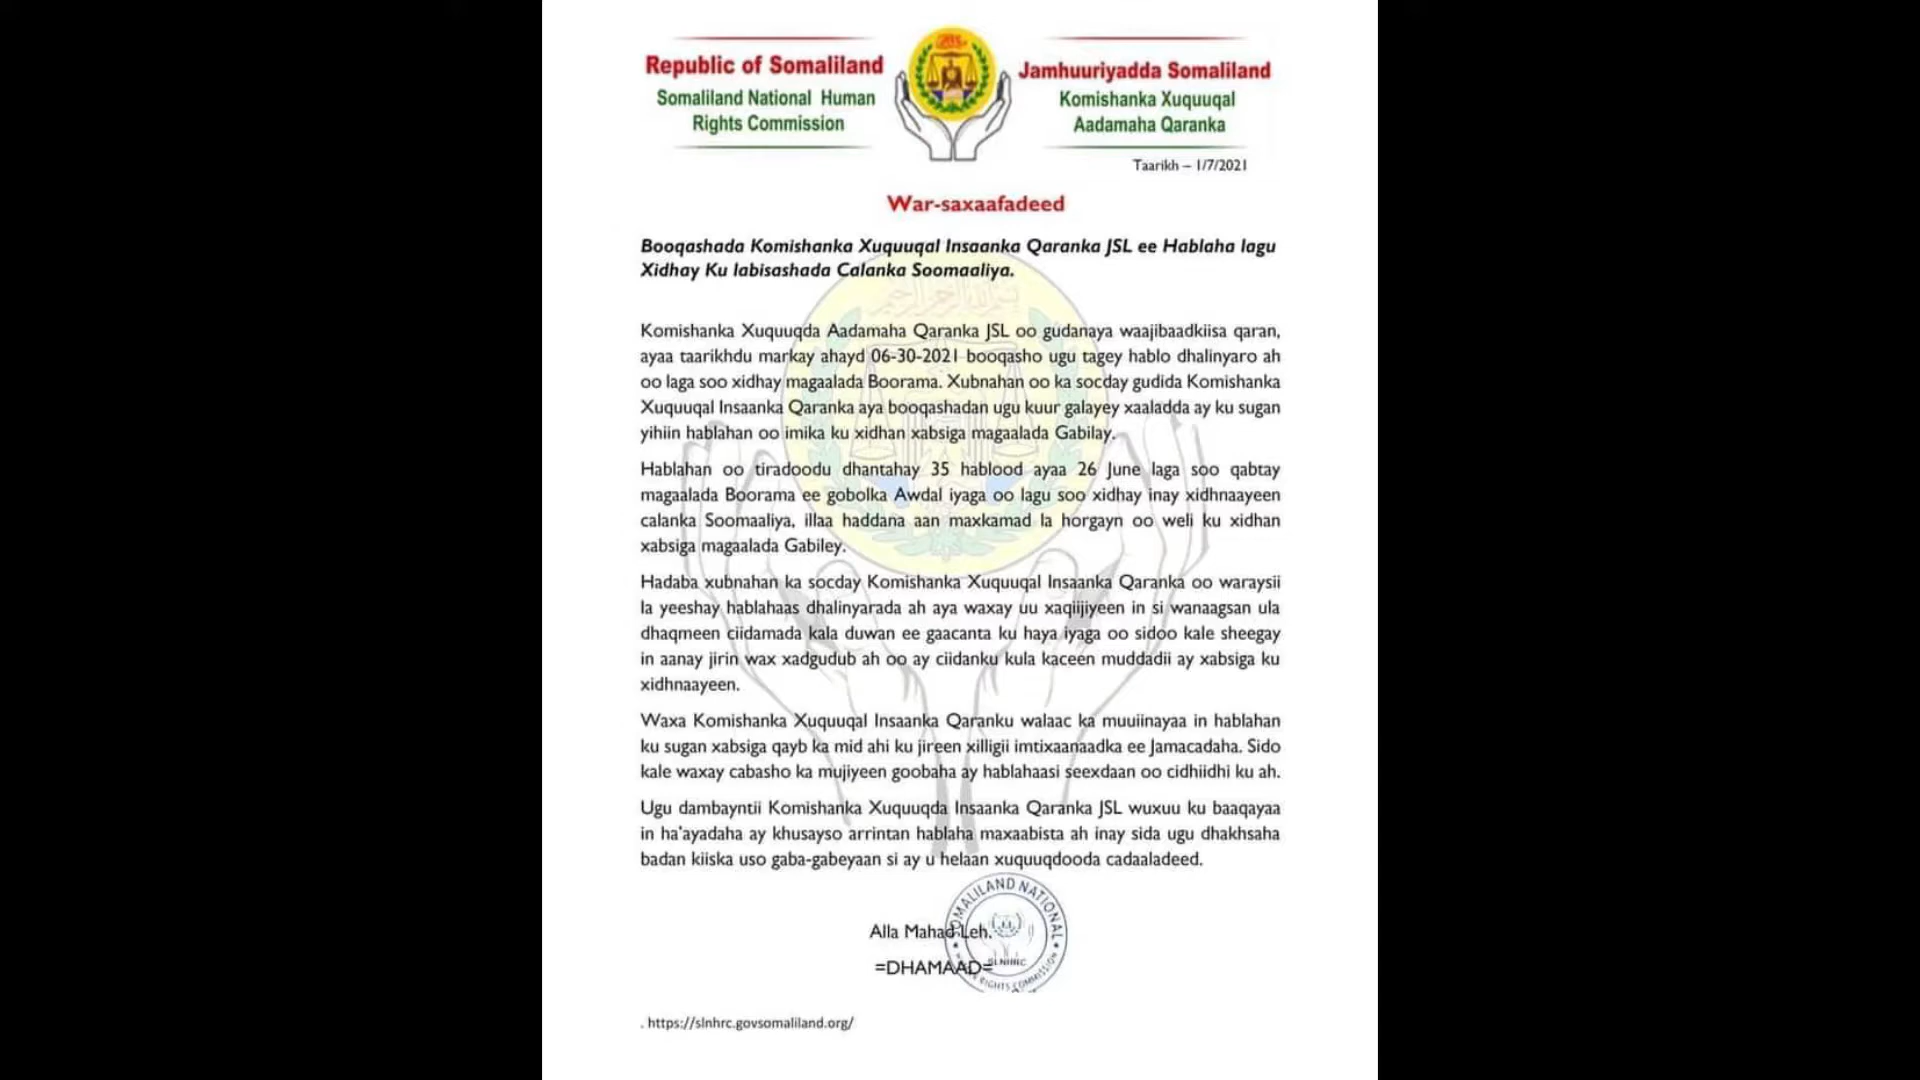 Republic of Somaliland
Somaliland National Human
Rights Commission
Jamhuuriyadda Somaliland
Komishanka Xuquuqal
Aadamaha Qaranka
Taarikh – 1/7/2021
War-saxaafadeed
Booqashada Komishanka Xuquuqal Insaanka Qaranka JSL ee Hablaha lagu
Xidhay Ku labisashada Calanka Soomaaliya.
Komishanka Xuquuqda Aadamaha Qaranka JSL oo gudanaya waajibaadkiisa qaran,
ayaa taarikhdu markay ahayd 06-30-2021 booqasho ugu tagey hablo dhalinyaro ah
oo laga soo xidhay magaalada Boorama. Xubnahan oo ka socday gudida Komishanka
Xuquuqal Insaanka Qaranka aya booqashadan ugu kuur galayey xaaladda ay ku sugan
yihiin hablahan oo imika ku xidhan xabsiga magaalada Gabilay.
Hablahan oo tiradoodu dhantahay 35 hablood ayaa 26 June laga soo qabtay
magaalada Boorama ee gobolka Awdal iyaga oo lagu soo xidhay inay xidhnaayeen
calanka Soomaaliya, illaa haddana aan maxkamad la horgayn oo weli ku xidhan
xabsiga magaalada Gabiley.
Hadaba xubnahan ka socday Komishanka Xuquuqal Insaanka Qaranka oo waraysii
la yeeshay hablahaas dhalinyarada ah aya waxay uu xaqiijiyeen in si wanaagsan ula
dhaqmeen ciidamada kala duwan ee gaacanta ku haya iyaga oo sidoo kale sheegay
in aanay jirin wax xadgudub ah oo ay ciidanku kula kaceen muddadii ay xabsiga ku
xidhnaayeen.
Waxa Komishanka Xuquuqal Insaanka Qaranku walaac ka muuiinayaa in hablahan
ku sugan xabsiga qayb ka mid ahi ku jireen xilligii imtixaanaadka ee Jamacadaha. Sido
kale waxay cabasho ka mujiyeen goobaha ay hablahaasi seexdaan oo cidhiidhi ku ah.
Ugu dambayntii Komishanka Xuquuqda Insaanka Qaranka JSL wuxuu ku baaqayaa
in ha'ayadaha ay khusayso arrintan hablaha maxaabista ah inay sida ugu dhakhsaha
badan kiiska uso gaba-gabeyaan si ay u helaan xuquuqdooda cadaaladeed.
Alla Mahad Leh.
=DHAMAAD=
SOMALILAND NATIONAL
RIGHTS COMMISSION
SLNHRC
. https://slnhrc.govsomaliland.org/